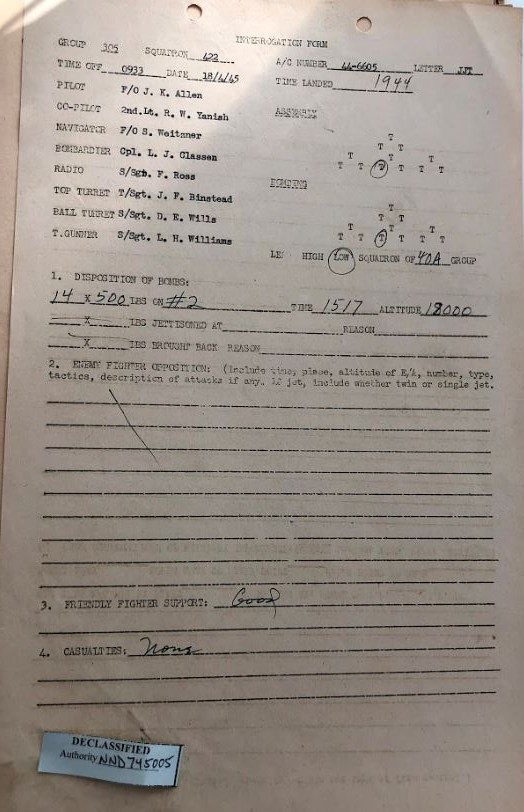 INTERROGATION FORM
GROUP 305 SQUADRON 422 A/C NUMBER 44-6605 LETTER JJT
TIME OFF 0933 DATE 18/4/45 TIME LANDED 1944
PILOT F/O J. K. Allen
CO-PILOT 2nd.Lt. R. W. Yanish
NAVIGATOR F/O S. Weitzner
BOMBARDIER Cpl. L. J. Classen
RADIO S/Sgt. F. Ross
TOP TURRET T/Sgt. J. F. Binstead
BALL TURRET S/Sgt. D. E. Wills
T.GUNNER S/Sgt. L. H. Williams
ASSEMBLY
T
T T
T T T
T T T T T T
BOMBING
T
T T
T T T
T T T T T T
HIGH LOW SQUADRON OF 40A GROUP
1. DISPOSITION OF BOMBS:
14 X 500 LBS ON #2 TIME 1517 ALTITUDE 18000
X LBS JETTISONED AT REASON
X LBS BROUGHT BACK REASON
2. ENEMY FIGHTER OPPOSITION: (Include time, place, altitude of E/A, number, type,
tactics, description of attacks if any. If jet, include whether twin or single jet.
3. FRIENDLY FIGHTER SUPPORT: Good
4. CASUALTIES: None
DECLASSIFIED
Authority NND 745005